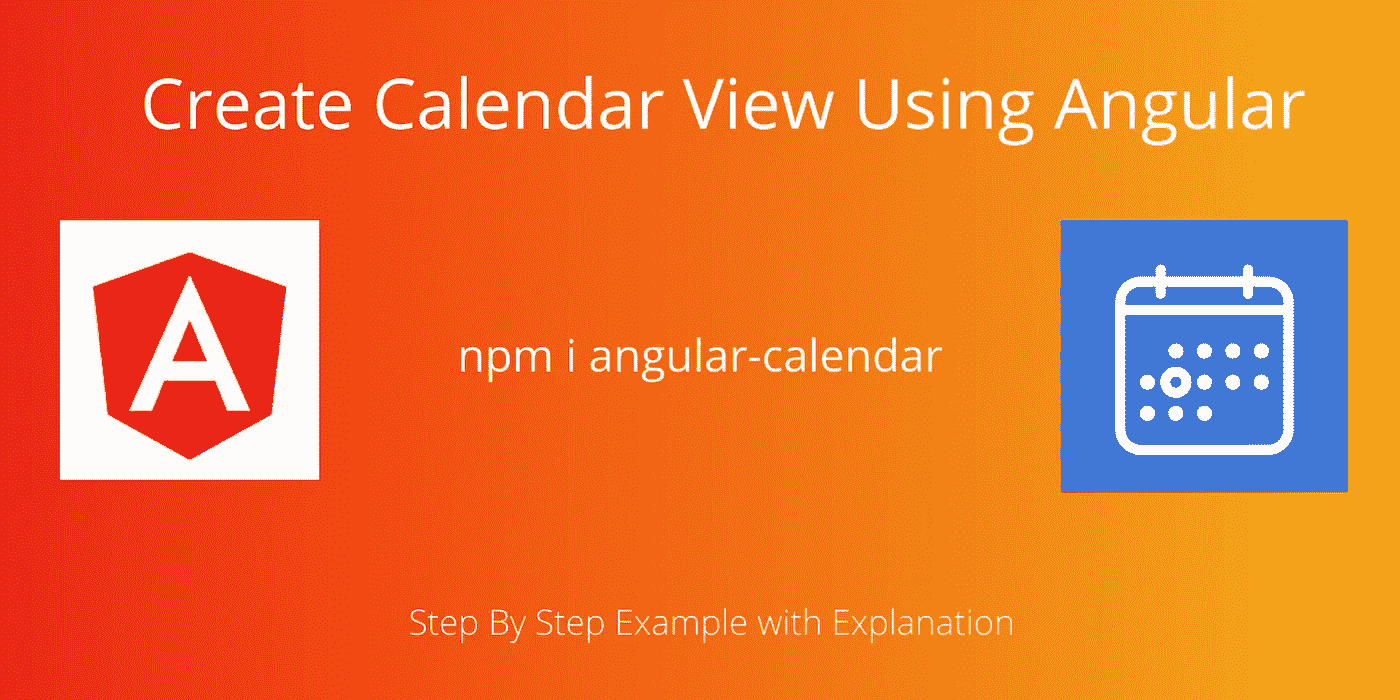 Create Calendar View Using Angular
npm i angular-calendar
Step By Step Example with Explanation